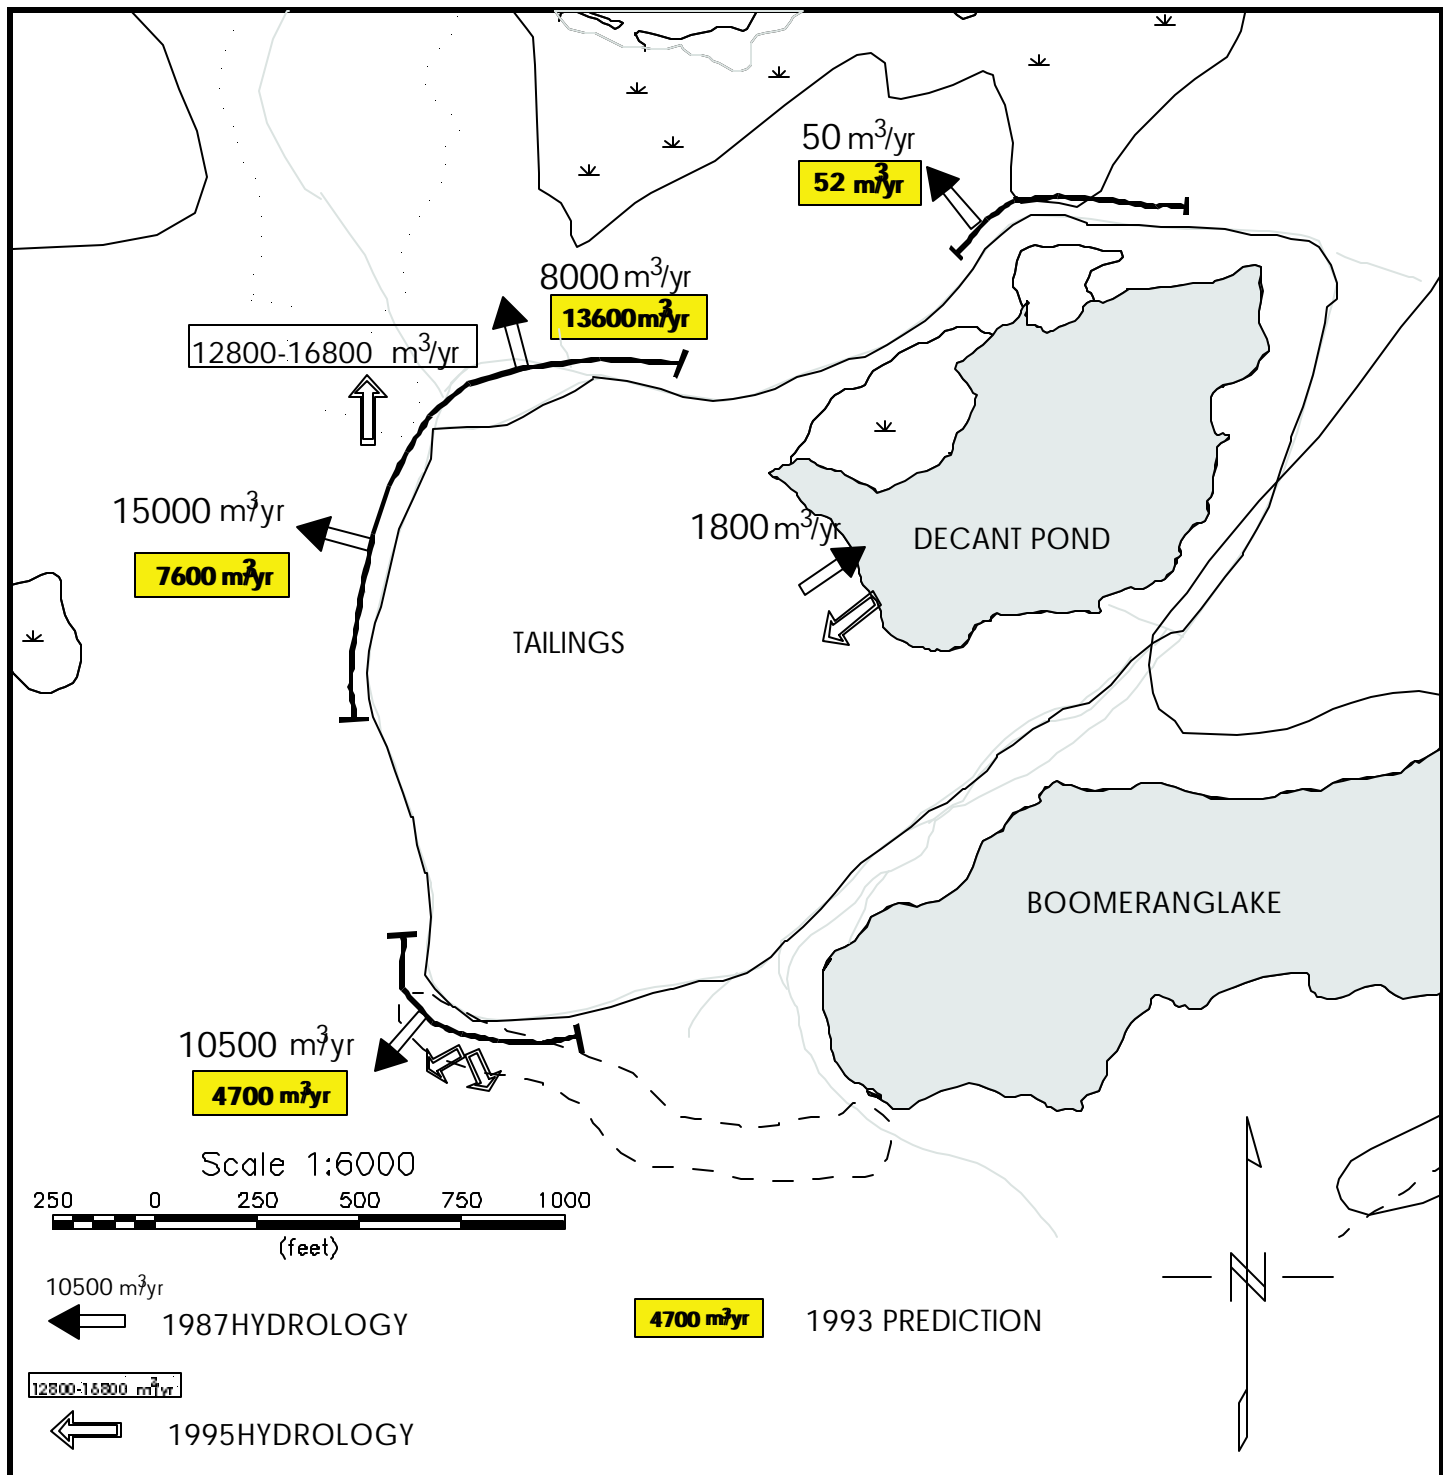 50 m³/yr
52 m³/yr
8000 m³/yr
13600 m³/yr
12800-16800 m³/yr
15000 m³/yr
7600 m³/yr
1800 m³/yr
DECANT POND
TAILINGS
BOOMERANGLAKE
10500 m³/yr
4700 m³/yr
Scale 1:6000
250 0 250 500 750 1000
(feet)
N
10500 m³/yr
1987HYDROLOGY
4700 m³/yr
1993 PREDICTION
12800-16800 m³/yr
1995HYDROLOGY